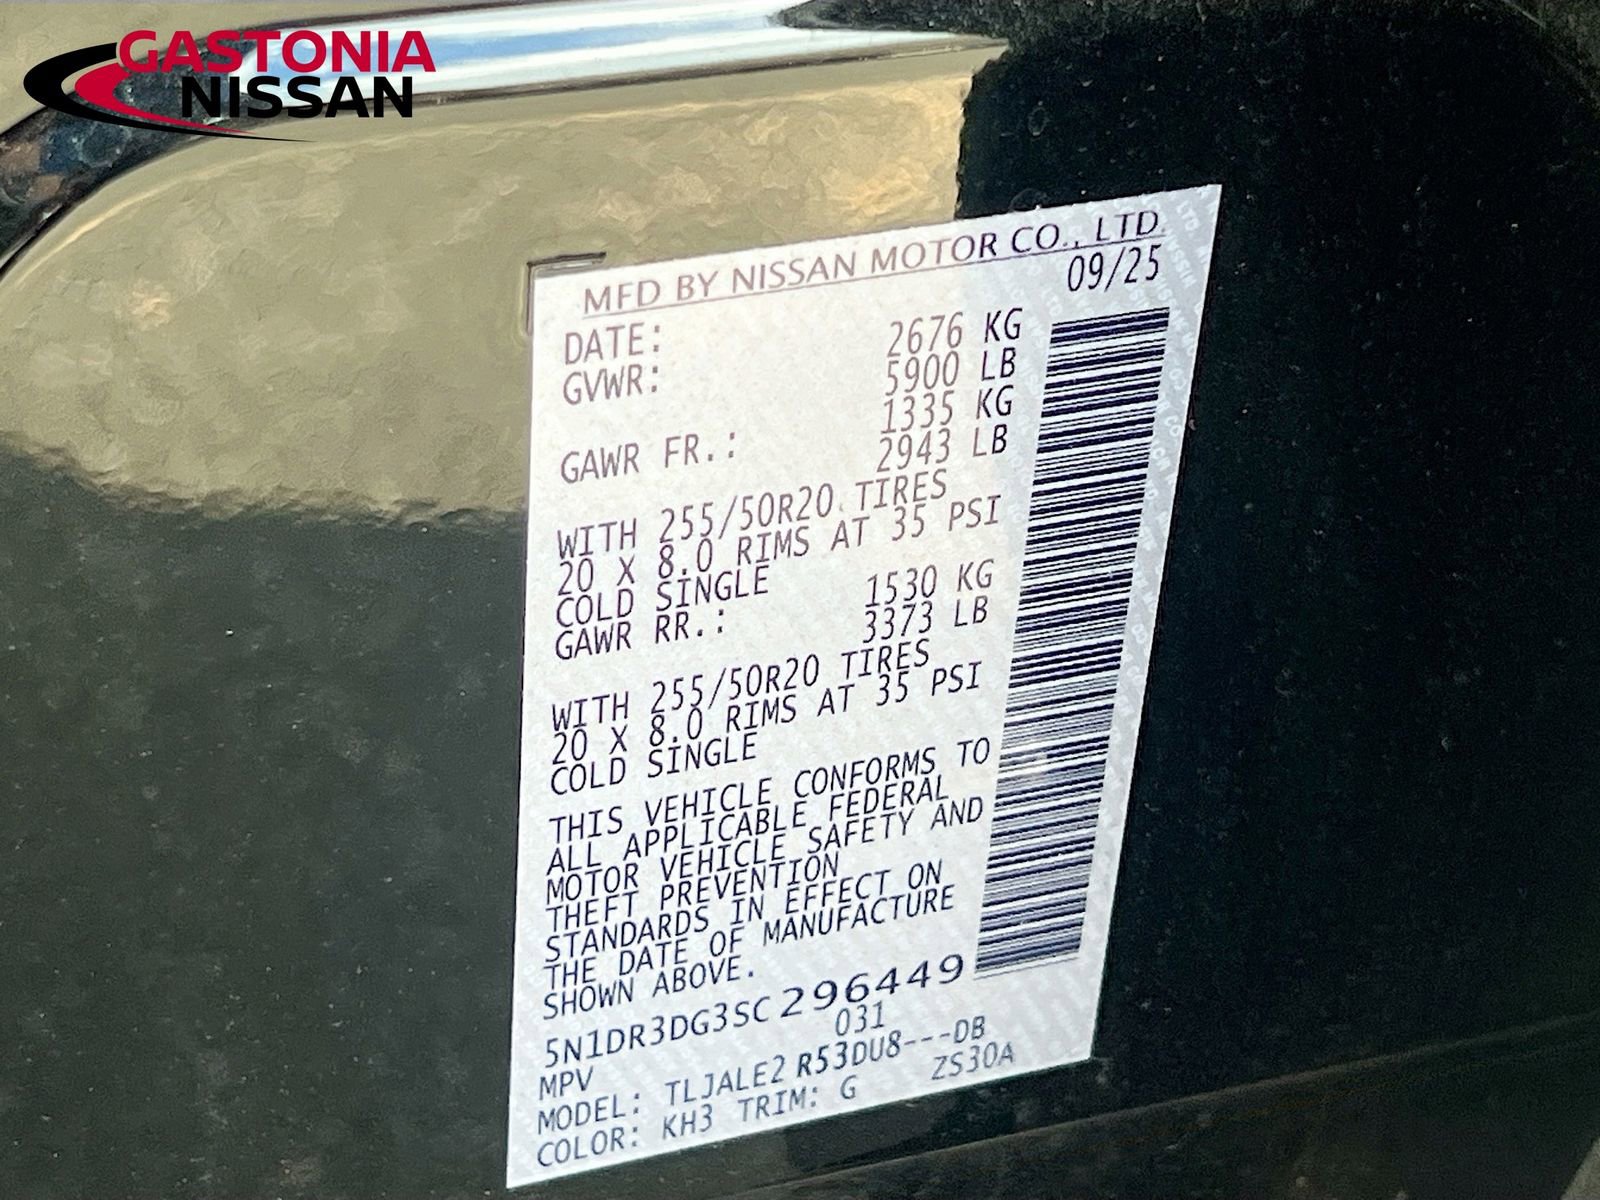 GASTONIA
NISSAN
MFD BY NISSAN MOTOR CO., LTD.
DATE: 09/25
GVWR: 2676 KG
5900 LB
GAWR FR.: 1335 KG
2943 LB
WITH 255/50R20 TIRES
20 X 8.0 RIMS AT 35 PSI
COLD SINGLE
GAWR RR.: 1530 KG
3373 LB
WITH 255/50R20 TIRES
20 X 8.0 RIMS AT 35 PSI
COLD SINGLE
THIS VEHICLE CONFORMS TO
ALL APPLICABLE FEDERAL
MOTOR VEHICLE SAFETY AND
THEFT PREVENTION
STANDARDS IN EFFECT ON
THE DATE OF MANUFACTURE
SHOWN ABOVE.
5N1DR3DG3SC296449
MPV 031
MODEL: TLJALE2 R53DU8---DB
COLOR: KH3 TRIM: G ZS30A